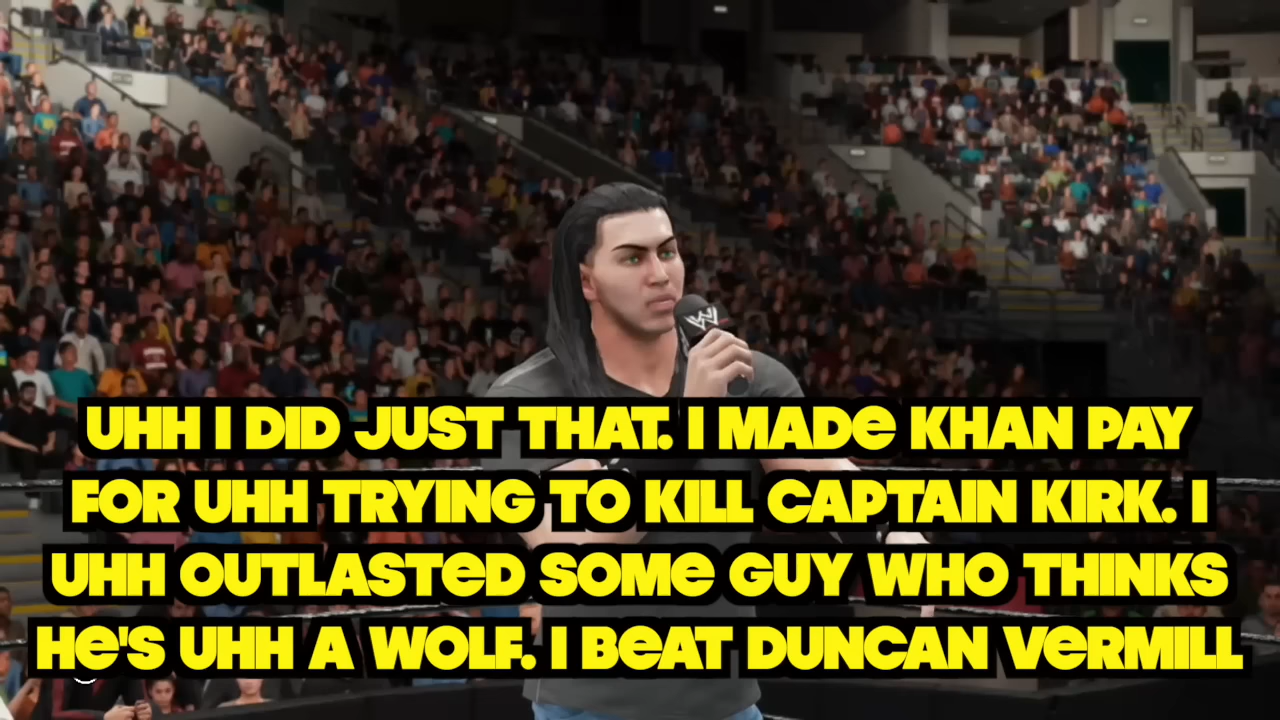 UHH I DID JUST THAT. I MADE KHAN PAY
FOR UHH TRYING TO KILL CAPTAIN KIRK. I
UHH OUTLASTED SOME GUY WHO THINKS
HE'S UHH A WOLF. I BEAT DUNCAN VERMILL